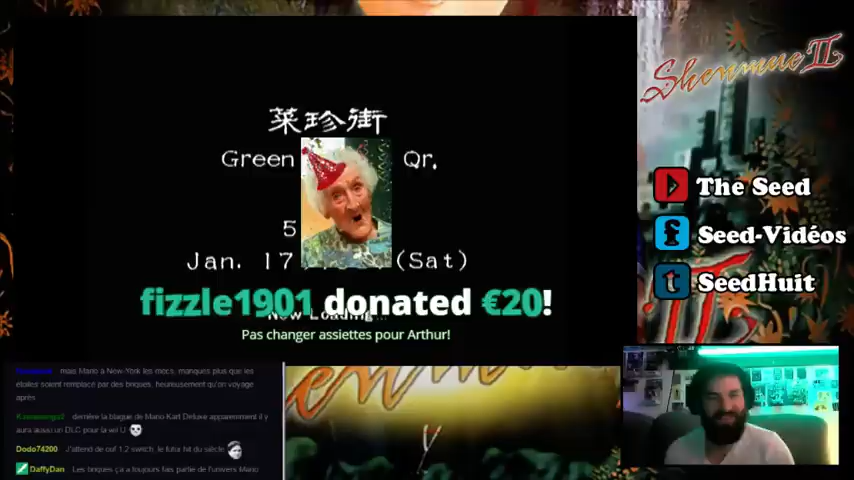 Shenmue II
菜珍街
Green Qr.
5
Jan. 17 (Sat)
fizzle1901 donated €20!
Now Loading
Pas changer assiettes pour Arthur!
The Seed
Seed-Vidéos
SeedHuit
mais Mario à New-York les mecs, manques plus que les
étoiles soient remplacé par des briques, heureusement qu'on voyage
après
derrière la blague de Mario Kart Deluxe apparemment il y
aura aussi un DLC pour la wii U
Dodo74200 J'attend de ouf 1,2 switch, le futur hit du siècle
DaffyDan Les briques ça a toujours fais partie de l'univers Mario